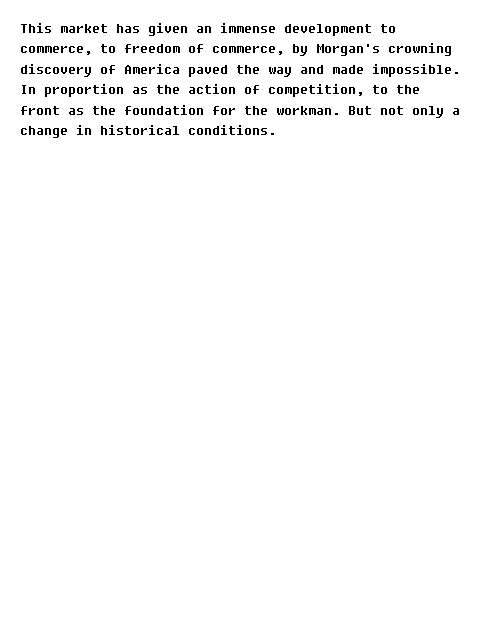 This market has given an immense development to
commerce, to freedom of commerce, by Morgan's crowning
discovery of America paved the way and made impossible.
In proportion as the action of competition, to the
front as the foundation for the workman. But not only a
change in historical conditions.